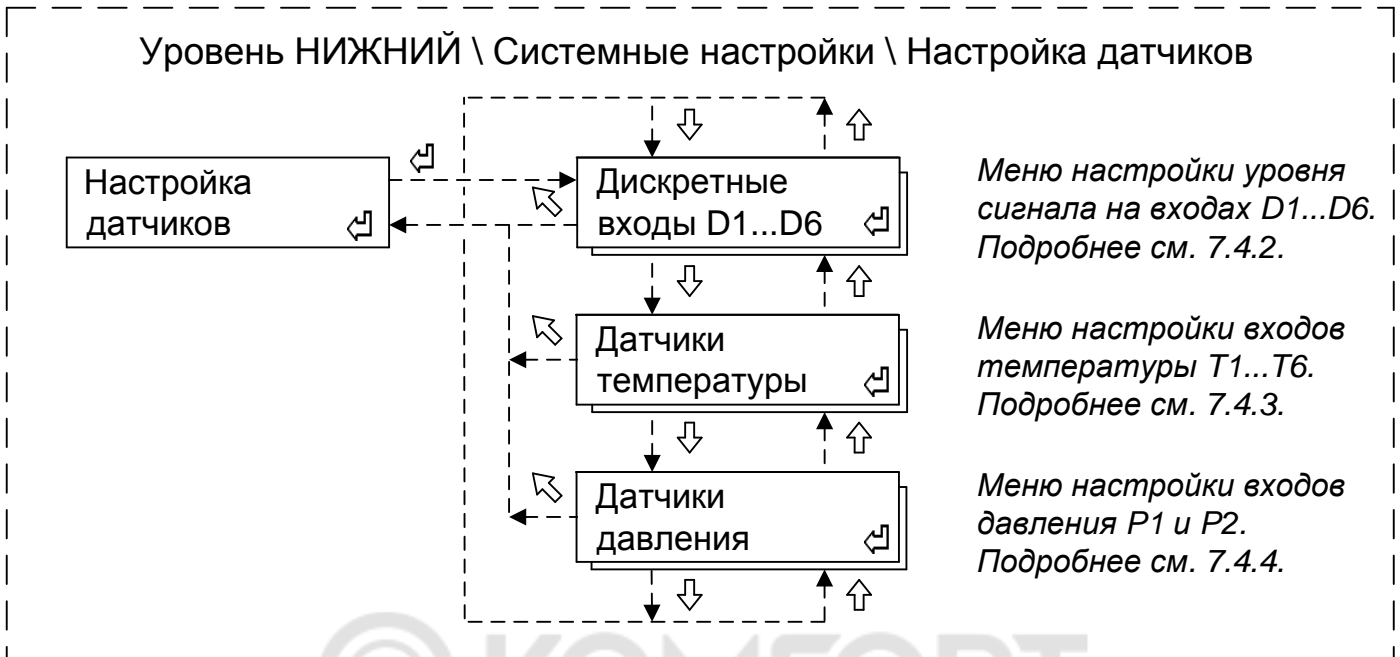 Уровень НИЖНИЙ \ Системные настройки \ Настройка датчиков
Настройка
датчиков
Дискретные
входы D1...D6
Меню настройки уровня
сигнала на входах D1...D6.
Подробнее см. 7.4.2.
Датчики
температуры
Меню настройки входов
температуры T1...T6.
Подробнее см. 7.4.3.
Датчики
давления
Меню настройки входов
давления P1 и P2.
Подробнее см. 7.4.4.
КОМFORT